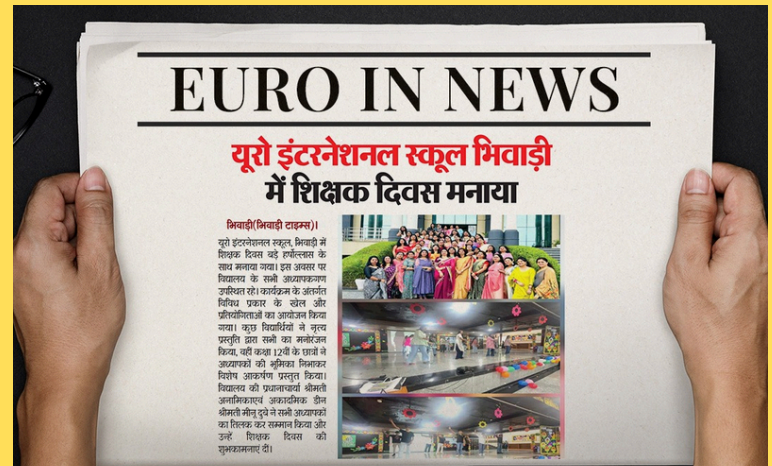 EURO IN NEWS
यूरो इंटरनेशनल स्कूल भिवाड़ी
में शिक्षक दिवस मनाया
भिवाड़ी(भिवाड़ी टाइम्स)।
यूरो इंटरनेशनल स्कूल, भिवाड़ी में
शिक्षक दिवस बड़े हर्षोल्लास के
साथ मनाया गया। इस अवसर पर
विद्यालय के सभी अध्यापकगण
उपस्थित रहे। कार्यक्रम के अंतर्गत
विविध प्रकार के खेल और
प्रतियोगिताओं का आयोजन किया
गया। कुछ विद्यार्थियों ने नृत्य
प्रस्तुति द्वारा सभी का मनोरंजन
किया, वहीं कक्षा 12वीं के छात्रों ने
अध्यापकों की भूमिका निभाकर
विशेष आकर्षण प्रस्तुत किया।
विद्यालय की प्रधानाचार्या श्रीमती
अनामिकाएवं अकादमिक डीन
श्रीमती मीनू दुबे ने सभी अध्यापकों
का तिलक कर सम्मान किया और
उन्हें शिक्षक दिवस की
शुभकामनाएं दीं।